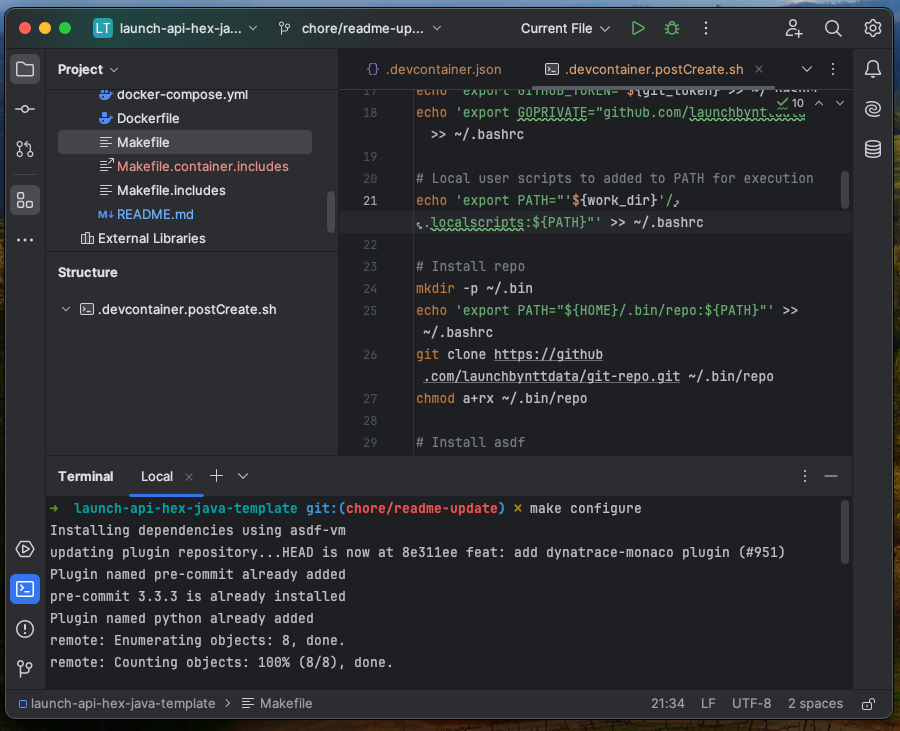 LT launch-api-hex-ja... chore/readme-up... Current File
Project
docker-compose.yml
Dockerfile
Makefile
Makefile.container.includes
Makefile.includes
M↓ README.md
External Libraries
Structure
.devcontainer.postCreate.sh
{} .devcontainer.json .devcontainer.postCreate.sh
10
17 echo 'export GITHUB_TOKEN="${git_token} >> ~/.bashrc
18 echo 'export GOPRIVATE="github.com/launchbynttdata
>> ~/.bashrc
19
20 # Local user scripts to added to PATH for execution
21 echo 'export PATH="'${work_dir}'/
.localscripts:${PATH}"' >> ~/.bashrc
22
23 # Install repo
24 mkdir -p ~/.bin
25 echo 'export PATH="${HOME}/.bin/repo:${PATH}"' >>
~/.bashrc
26 git clone https://github
.com/launchbynttdata/git-repo.git ~/.bin/repo
27 chmod a+rx ~/.bin/repo
28
29 # Install asdf
Terminal Local
→ launch-api-hex-java-template git:(chore/readme-update) × make configure
Installing dependencies using asdf-vm
updating plugin repository...HEAD is now at 8e311ee feat: add dynatrace-monaco plugin (#951)
Plugin named pre-commit already added
pre-commit 3.3.3 is already installed
Plugin named python already added
remote: Enumerating objects: 8, done.
remote: Counting objects: 100% (8/8), done.
launch-api-hex-java-template > Makefile 21:34 LF UTF-8 2 spaces